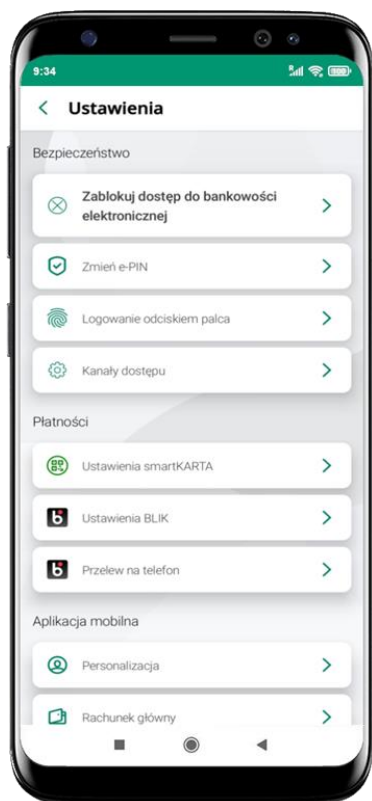 9:34
Ustawienia
Bezpieczeństwo
Zablokuj dostęp do bankowości
elektronicznej
Zmień e-PIN
Logowanie odciskiem palca
Kanały dostępu
Płatności
Ustawienia smartKARTA
Ustawienia BLIK
Przelew na telefon
Aplikacja mobilna
Personalizacja
Rachunek główny